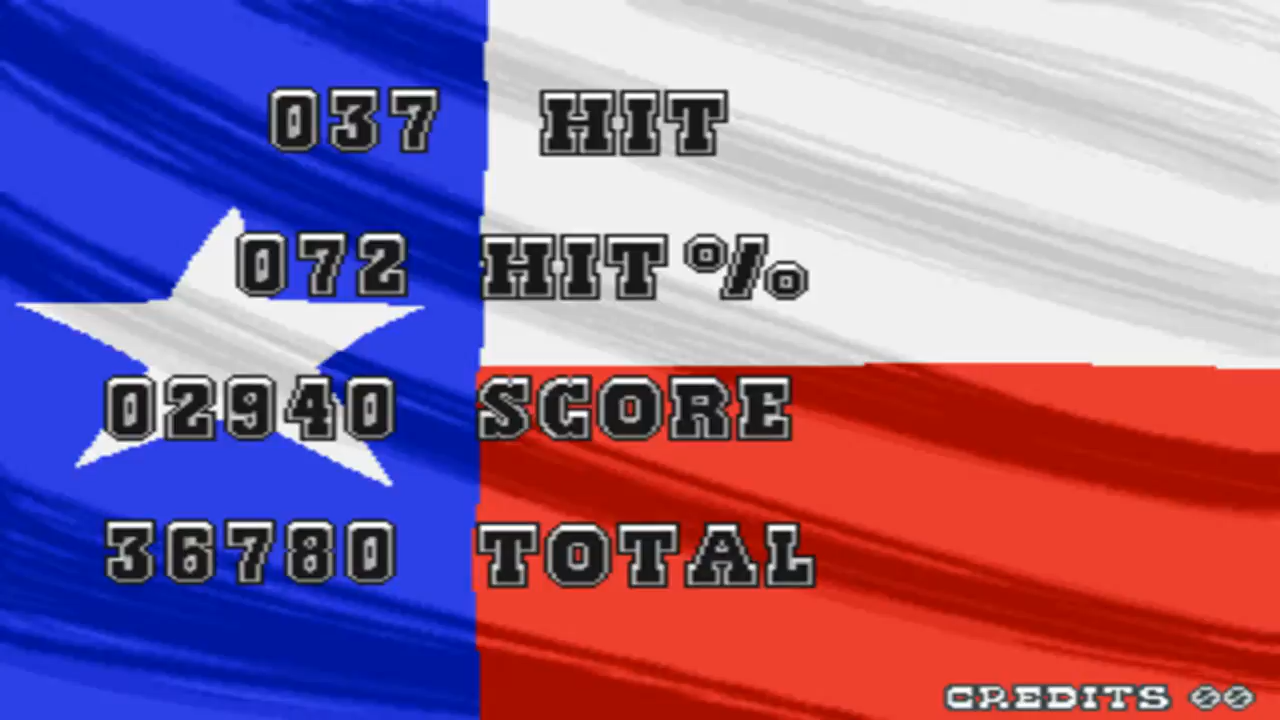 037 HIT
072 HIT %
02940 SCORE
36780 TOTAL
CREDITS 00